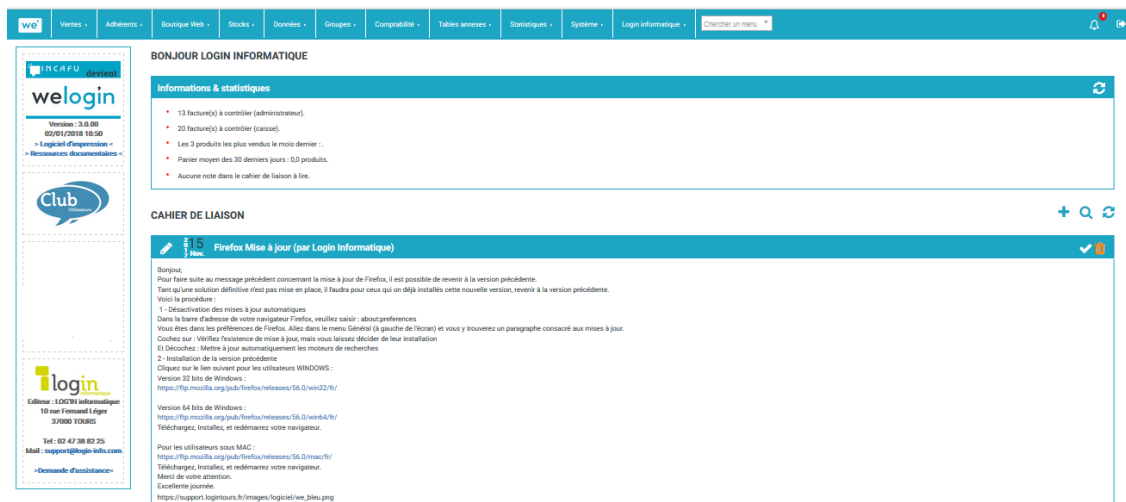 we Ventes Adhérents Boutique Web Stocks Données Groupes Comptabilité Tables annexes Statistiques Système Login informatique Chercher un menu
INCAFU
devient
welogin
Version : 3.0.00
02/01/2018 10:50
> Logiciel d'impression <
> Ressources documentaires <
Club
Utilisateurs
login
informatique
Editeur : LOG'IN informatique
10 rue Fernand Léger
37000 TOURS
Tel : 02 47 38 82 25
Mail : support@login-info.com
>Demande d'assistance<
BONJOUR LOGIN INFORMATIQUE
Informations & statistiques
13 facture(s) à contrôler (administrateur).
20 facture(s) à contrôler (caisse).
Les 3 produits les plus vendus le mois dernier : .
Panier moyen des 30 derniers jours : 0,0 produits.
Aucune note dans le cahier de liaison à lire.
CAHIER DE LIAISON
2017 15 Nov. Firefox Mise à jour (par Login Informatique)
Bonjour,
Pour faire suite au message précédent concernant la mise à jour de Firefox, il est possible de revenir à la version précédente.
Tant qu'une solution définitive n'est pas mise en place, il faudra pour ceux qui on déjà installés cette nouvelle version, revenir à la version précédente.
Voici la procédure :
1 - Désactivation des mises à jour automatiques
Dans la barre d'adresse de votre navigateur Firefox, veuillez saisir : about:preferences
Vous êtes dans les préférences de Firefox. Allez dans le menu Général (à gauche de l'écran) et vous y trouverez un paragraphe consacré aux mises à jour.
Cochez sur : Vérifiez l'existence de mise à jour, mais vous laissez décider de leur installation
Et Décochez : Mettre à jour automatiquement les moteurs de recherches
2 - Installation de la version précédente
Cliquez sur le lien suivant pour les utilsateurs WINDOWS :
Version 32 bits de Windows :
https://ftp.mozilla.org/pub/firefox/releases/56.0/win32/fr/
Version 64 bits de Windows :
https://ftp.mozilla.org/pub/firefox/releases/56.0/win64/fr/
Téléchargez, Installez, et redémarrez votre navigateur.
Pour les utilisateurs sous MAC :
https://ftp.mozilla.org/pub/firefox/releases/56.0/mac/fr/
Téléchargez, Installez, et redémarrez votre navigateur.
Merci de votre attention.
Excellente journée.
https://support.logintours.fr/images/logiciel/we_bleu.png